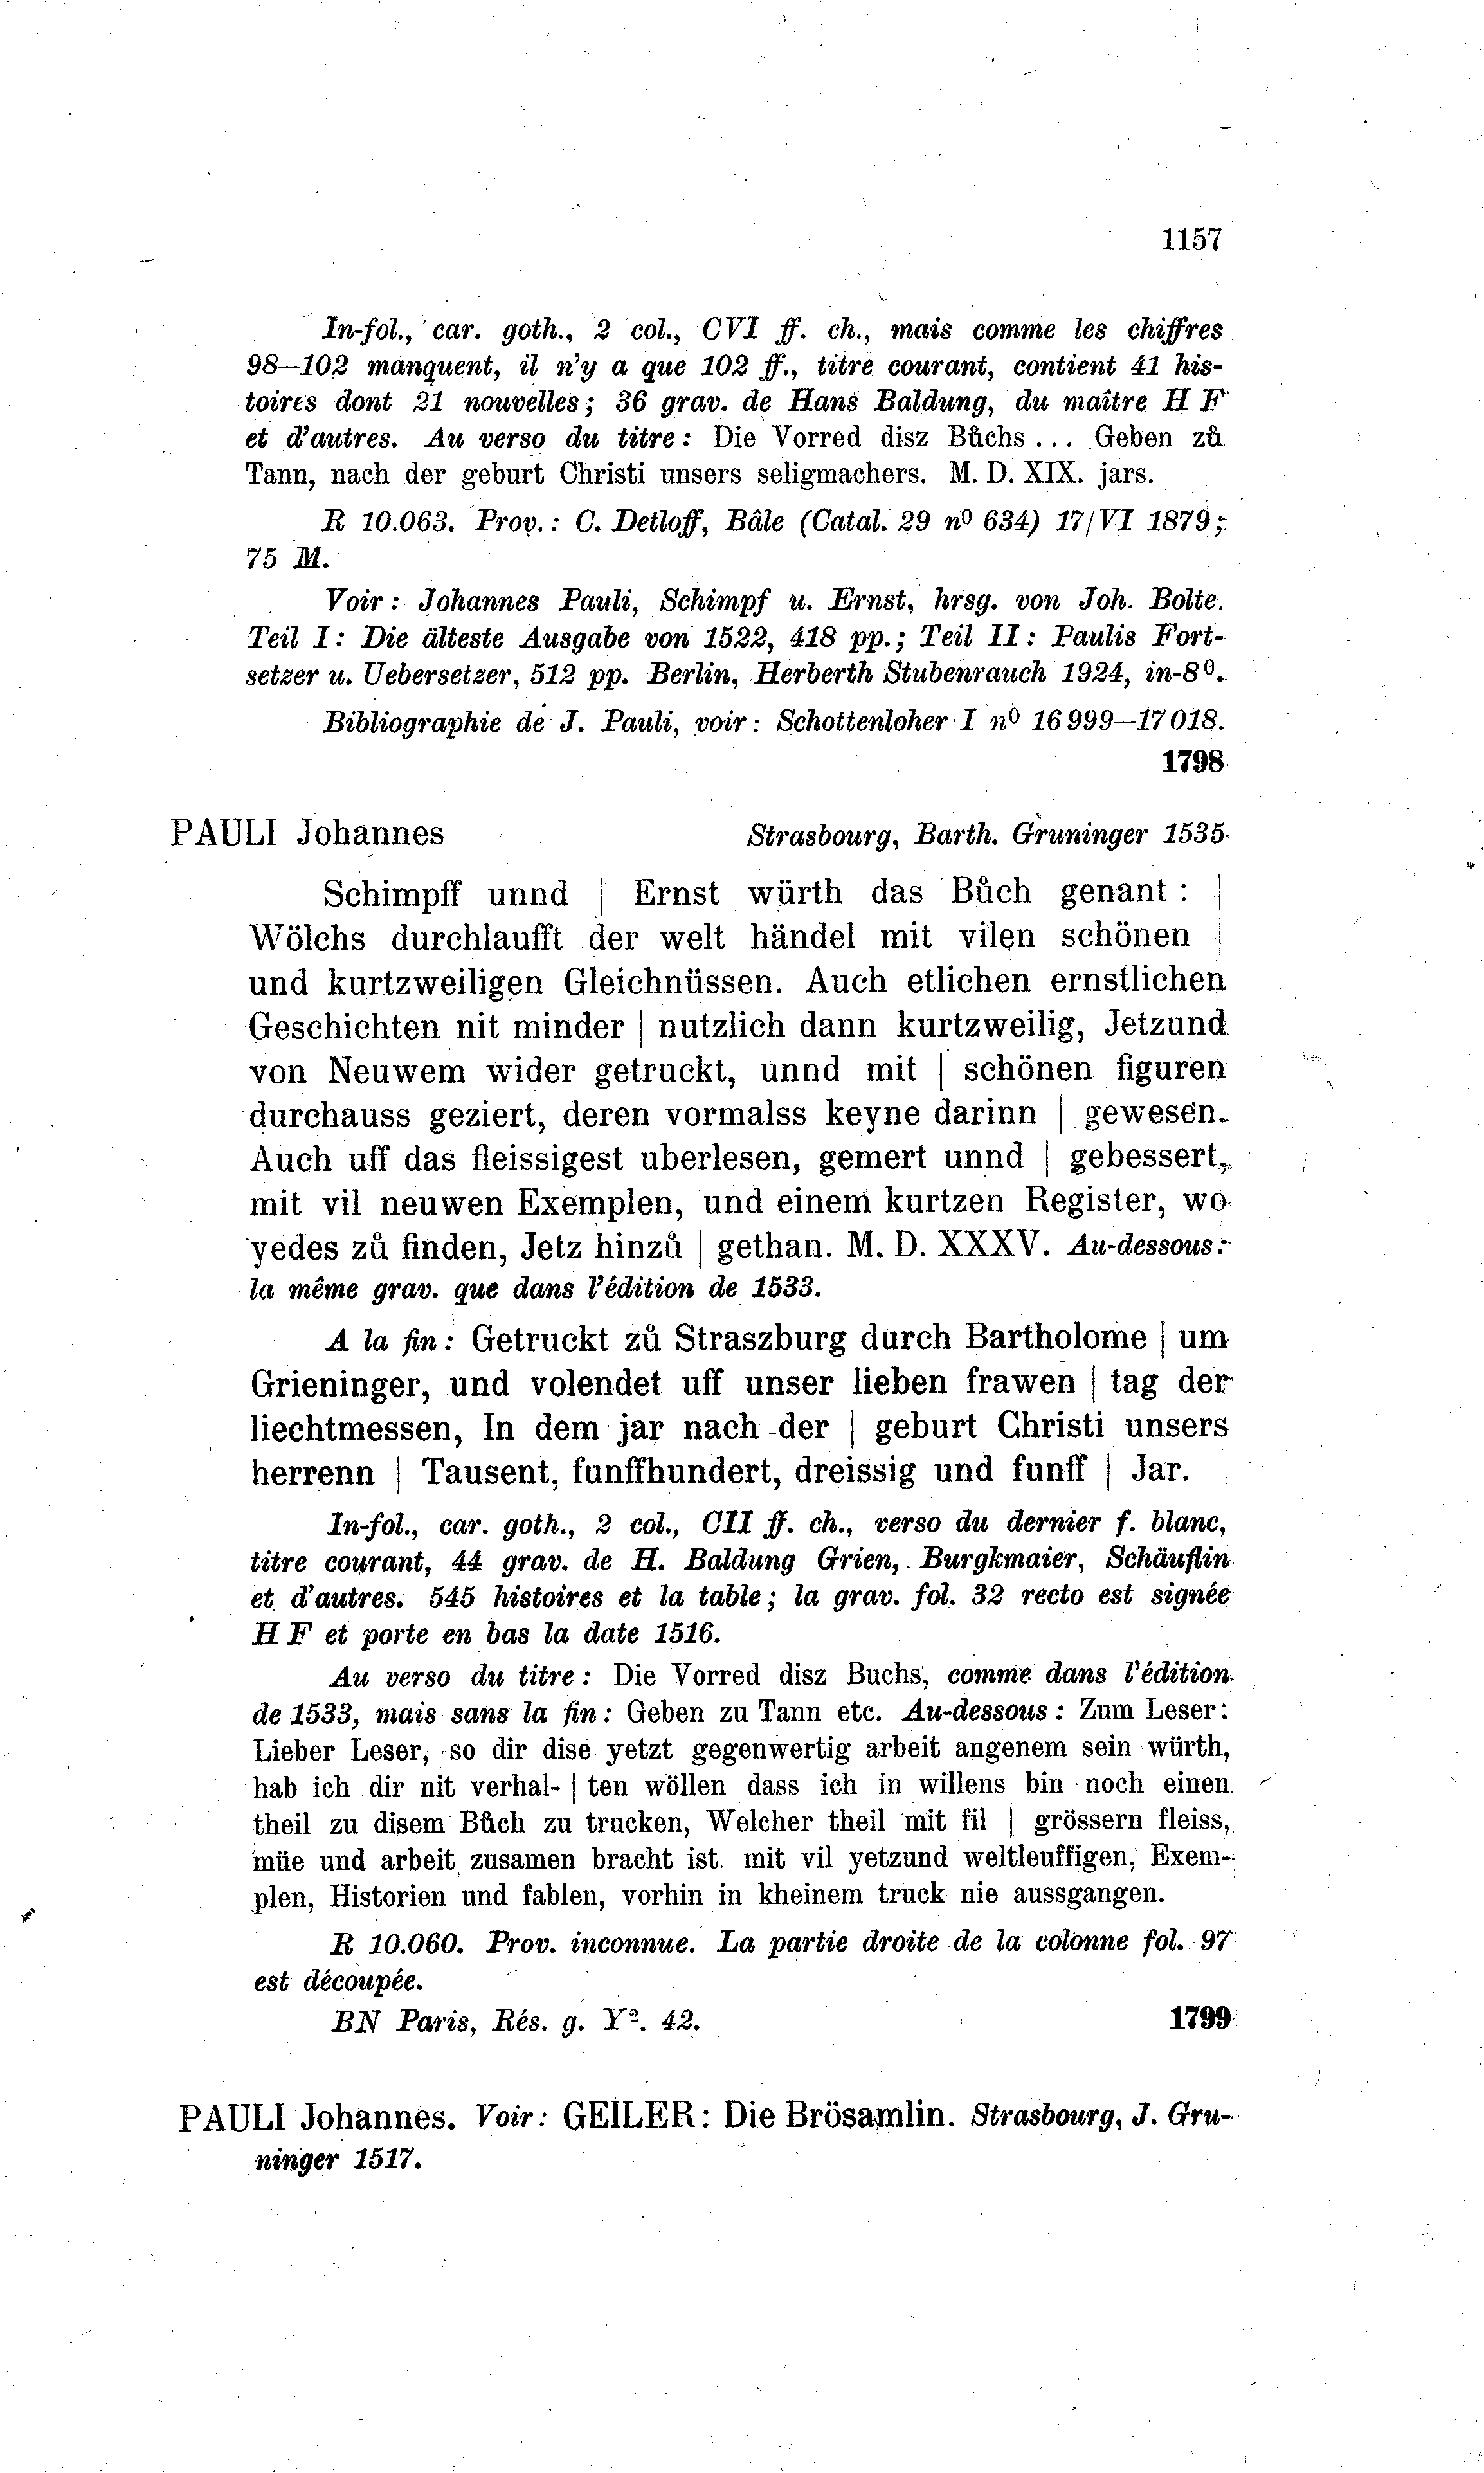 1157
In-fol., car. goth., 2 col., CVI ff. ch., mais comme les chiffres
98—102 manquent, il n'y a que 102 ff., titre courant, contient 41 his-
toires dont 21 nouvelles; 36 grav. de Hans Baldung, du maître H F
et d'autres. Au verso du titre: Die Vorred disz Bůchs ... Geben zů
Tann, nach der geburt Christi unsers seligmachers. M. D. XIX. jars.
R 10.063. Prov.: C. Detloff, Bâle (Catal. 29 nº 634) 17/VI 1879;
75 M.
Voir: Johannes Pauli, Schimpf u. Ernst, hrsg. von Joh. Bolte.
Teil I: Die älteste Ausgabe von 1522, 418 pp.; Teil II: Paulis Fort-
setzer u. Uebersetzer, 512 pp. Berlin, Herberth Stubenrauch 1924, in-8º.
Bibliographie de J. Pauli, voir: Schottenloher I nº 16 999—17 018.
1798
PAULI Johannes Strasbourg, Barth. Gruninger 1535
Schimpff unnd | Ernst würth das Bůch genant: |
Wölchs durchlaufft der welt händel mit vilen schönen |
und kurtzweiligen Gleichnüssen. Auch etlichen ernstlichen
Geschichten nit minder | nutzlich dann kurtzweilig, Jetzund
von Neuwem wider getruckt, unnd mit | schönen figuren
durchauss geziert, deren vormalss keyne darinn | gewesen.
Auch uff das fleissigest uberlesen, gemert unnd | gebessert,
mit vil neuwen Exemplen, und einem kurtzen Register, wo
yedes zů finden, Jetz hinzů | gethan. M. D. XXXV. Au-dessous:
la même grav. que dans l'édition de 1533.
A la fin: Getruckt zů Straszburg durch Bartholome | um
Grieninger, und volendet uff unser lieben frawen | tag der
liechtmessen, In dem jar nach der | geburt Christi unsers
herrenn | Tausent, funffhundert, dreissig und funff | Jar.
In-fol., car. goth., 2 col., CII ff. ch., verso du dernier f. blanc,
titre courant, 44 grav. de H. Baldung Grien, Burgkmaier, Schäuflin
et d'autres. 545 histoires et la table; la grav. fol. 32 recto est signée
H F et porte en bas la date 1516.
Au verso du titre: Die Vorred disz Buchs, comme dans l'édition
de 1533, mais sans la fin: Geben zu Tann etc. Au-dessous: Zum Leser:
Lieber Leser, so dir dise yetzt gegenwertig arbeit angenem sein würth,
hab ich dir nit verhal- | ten wöllen dass ich in willens bin noch einen
theil zu disem Bůch zu trucken, Welcher theil mit fil | grössern fleiss,
müe und arbeit zusamen bracht ist. mit vil yetzund weltleuffigen, Exem-
plen, Historien und fablen, vorhin in kheinem truck nie aussgangen.
R 10.060. Prov. inconnue. La partie droite de la colonne fol. 97
est découpée.
BN Paris, Rés. g. Y². 42. 1799
PAULI Johannes. Voir: GEILER: Die Brösamlin. Strasbourg, J. Gru-
ninger 1517.